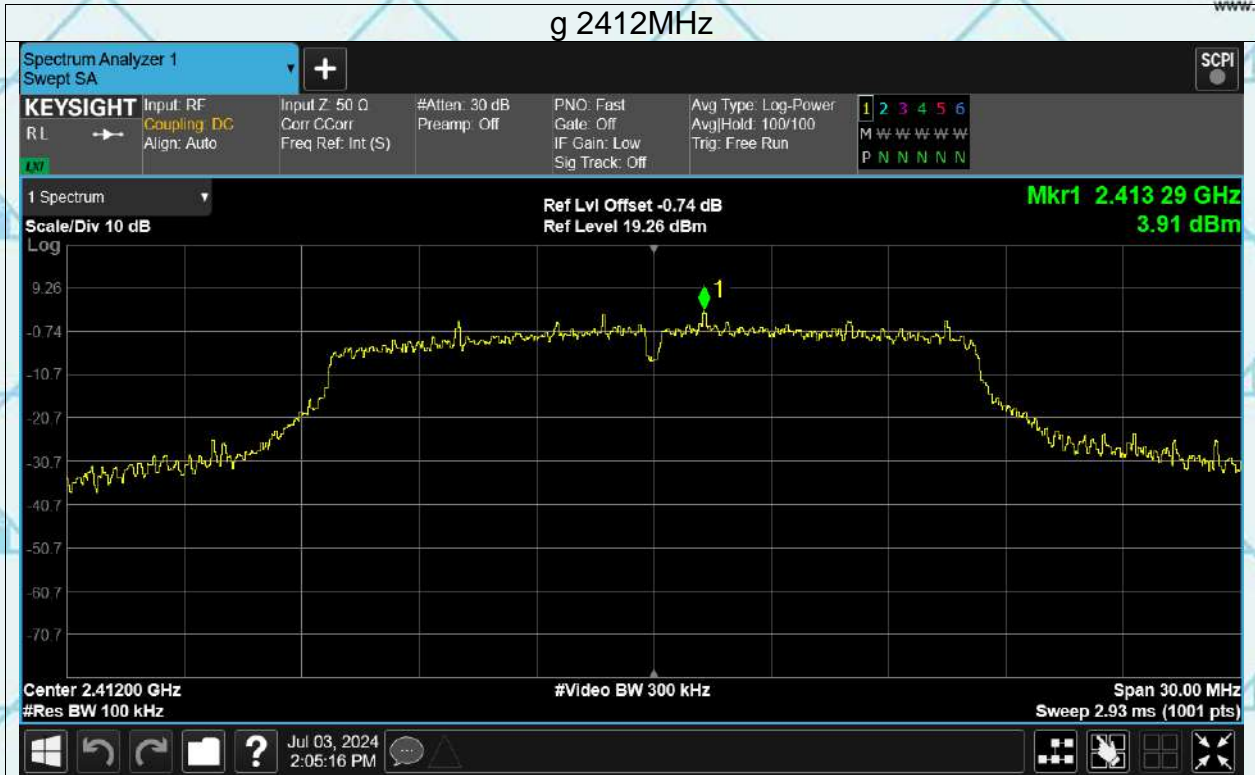 www.
g 2412MHz
Spectrum Analyzer 1
Swept SA
+
SCPI
KEYSIGHT
R L
LXI
Input: RF
Coupling: DC
Align: Auto
Input Z: 50 Ω
Corr CCorr
Freq Ref: Int (S)
#Atten: 30 dB
Preamp: Off
PNO: Fast
Gate: Off
IF Gain: Low
Sig Track: Off
Avg Type: Log-Power
Avg|Hold: 100/100
Trig: Free Run
1 2 3 4 5 6
M W W W W W
P N N N N N
1 Spectrum
Scale/Div 10 dB
Log
Ref Lvl Offset -0.74 dB
Ref Level 19.26 dBm
Mkr1 2.413 29 GHz
3.91 dBm
1
9.26
-0.74
-10.7
-20.7
-30.7
-40.7
-50.7
-60.7
-70.7
Center 2.41200 GHz
#Res BW 100 kHz
#Video BW 300 kHz
Span 30.00 MHz
Sweep 2.93 ms (1001 pts)
?
Jul 03, 2024
2:05:16 PM